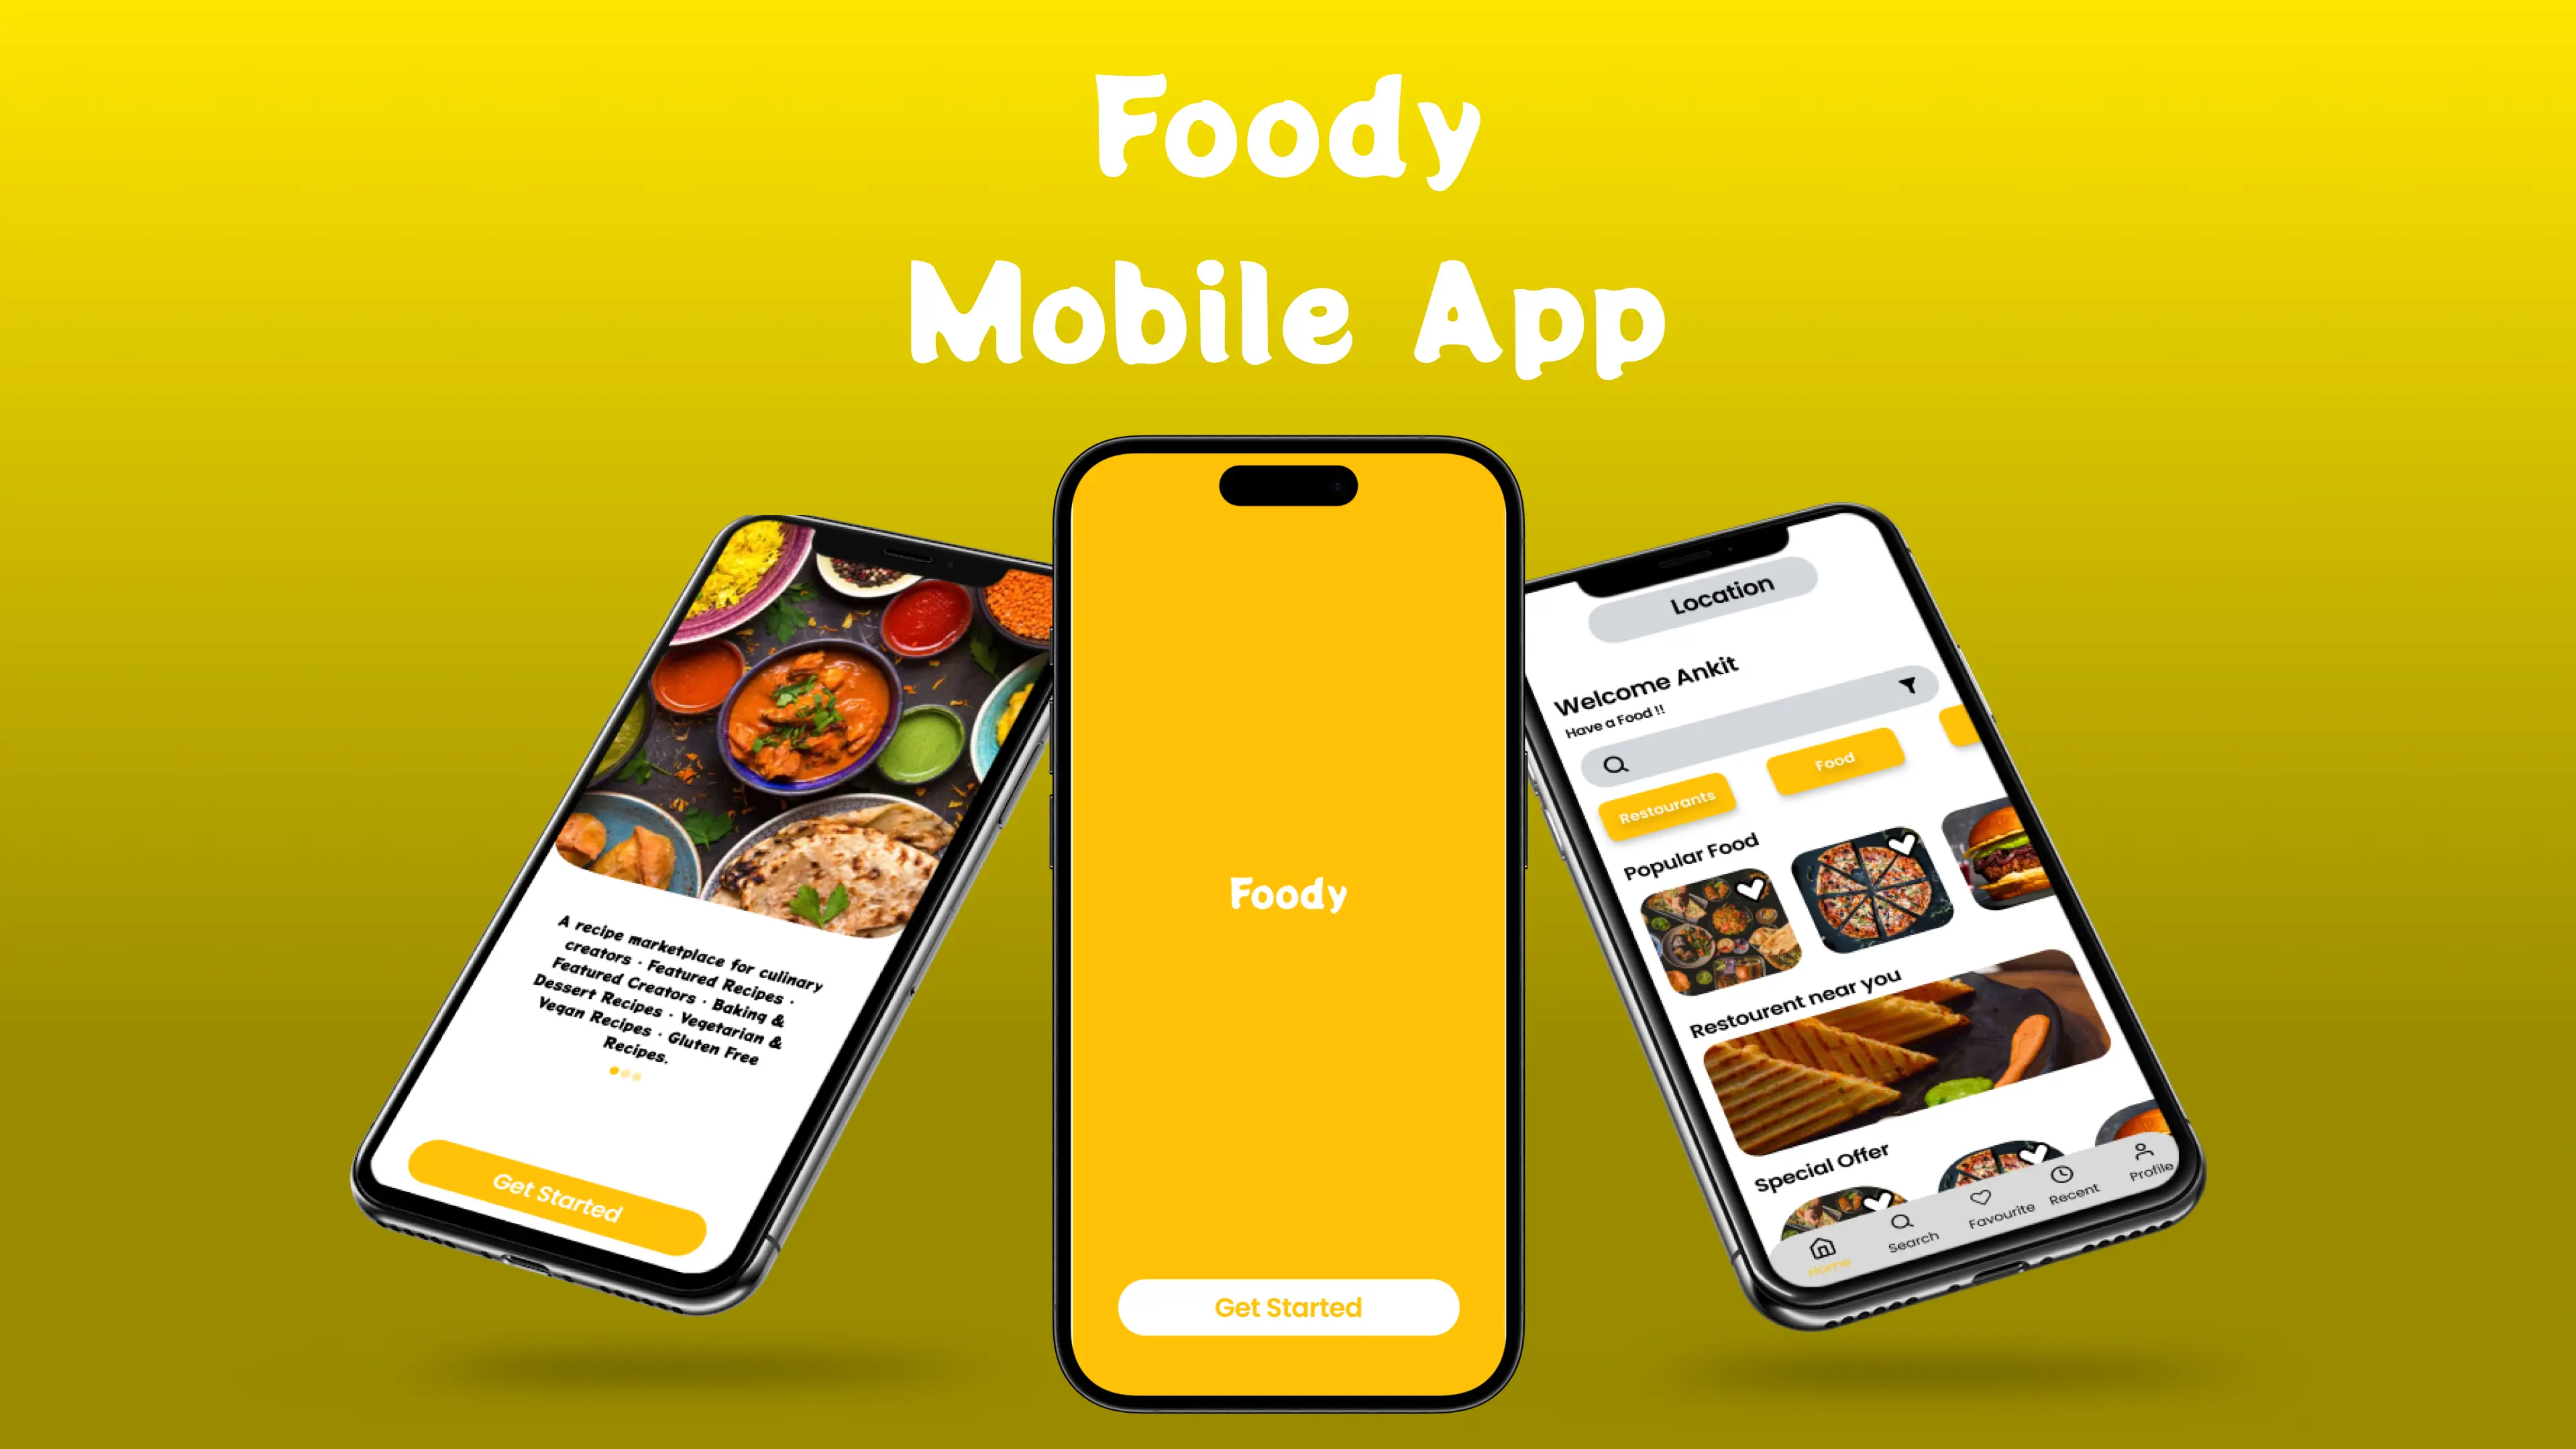 Foody
Mobile App
A recipe marketplace for culinary
creators · Featured Recipes ·
Featured Creators · Baking &
Dessert Recipes · Vegetarian &
Vegan Recipes · Gluten Free
Recipes.
Get Started
Foody
Get Started
Location
Welcome Ankit
Have a Food !!
Restourants
Food
Popular Food
Restourent near you
Special Offer
Home
Search
Favourite
Recent
Profile